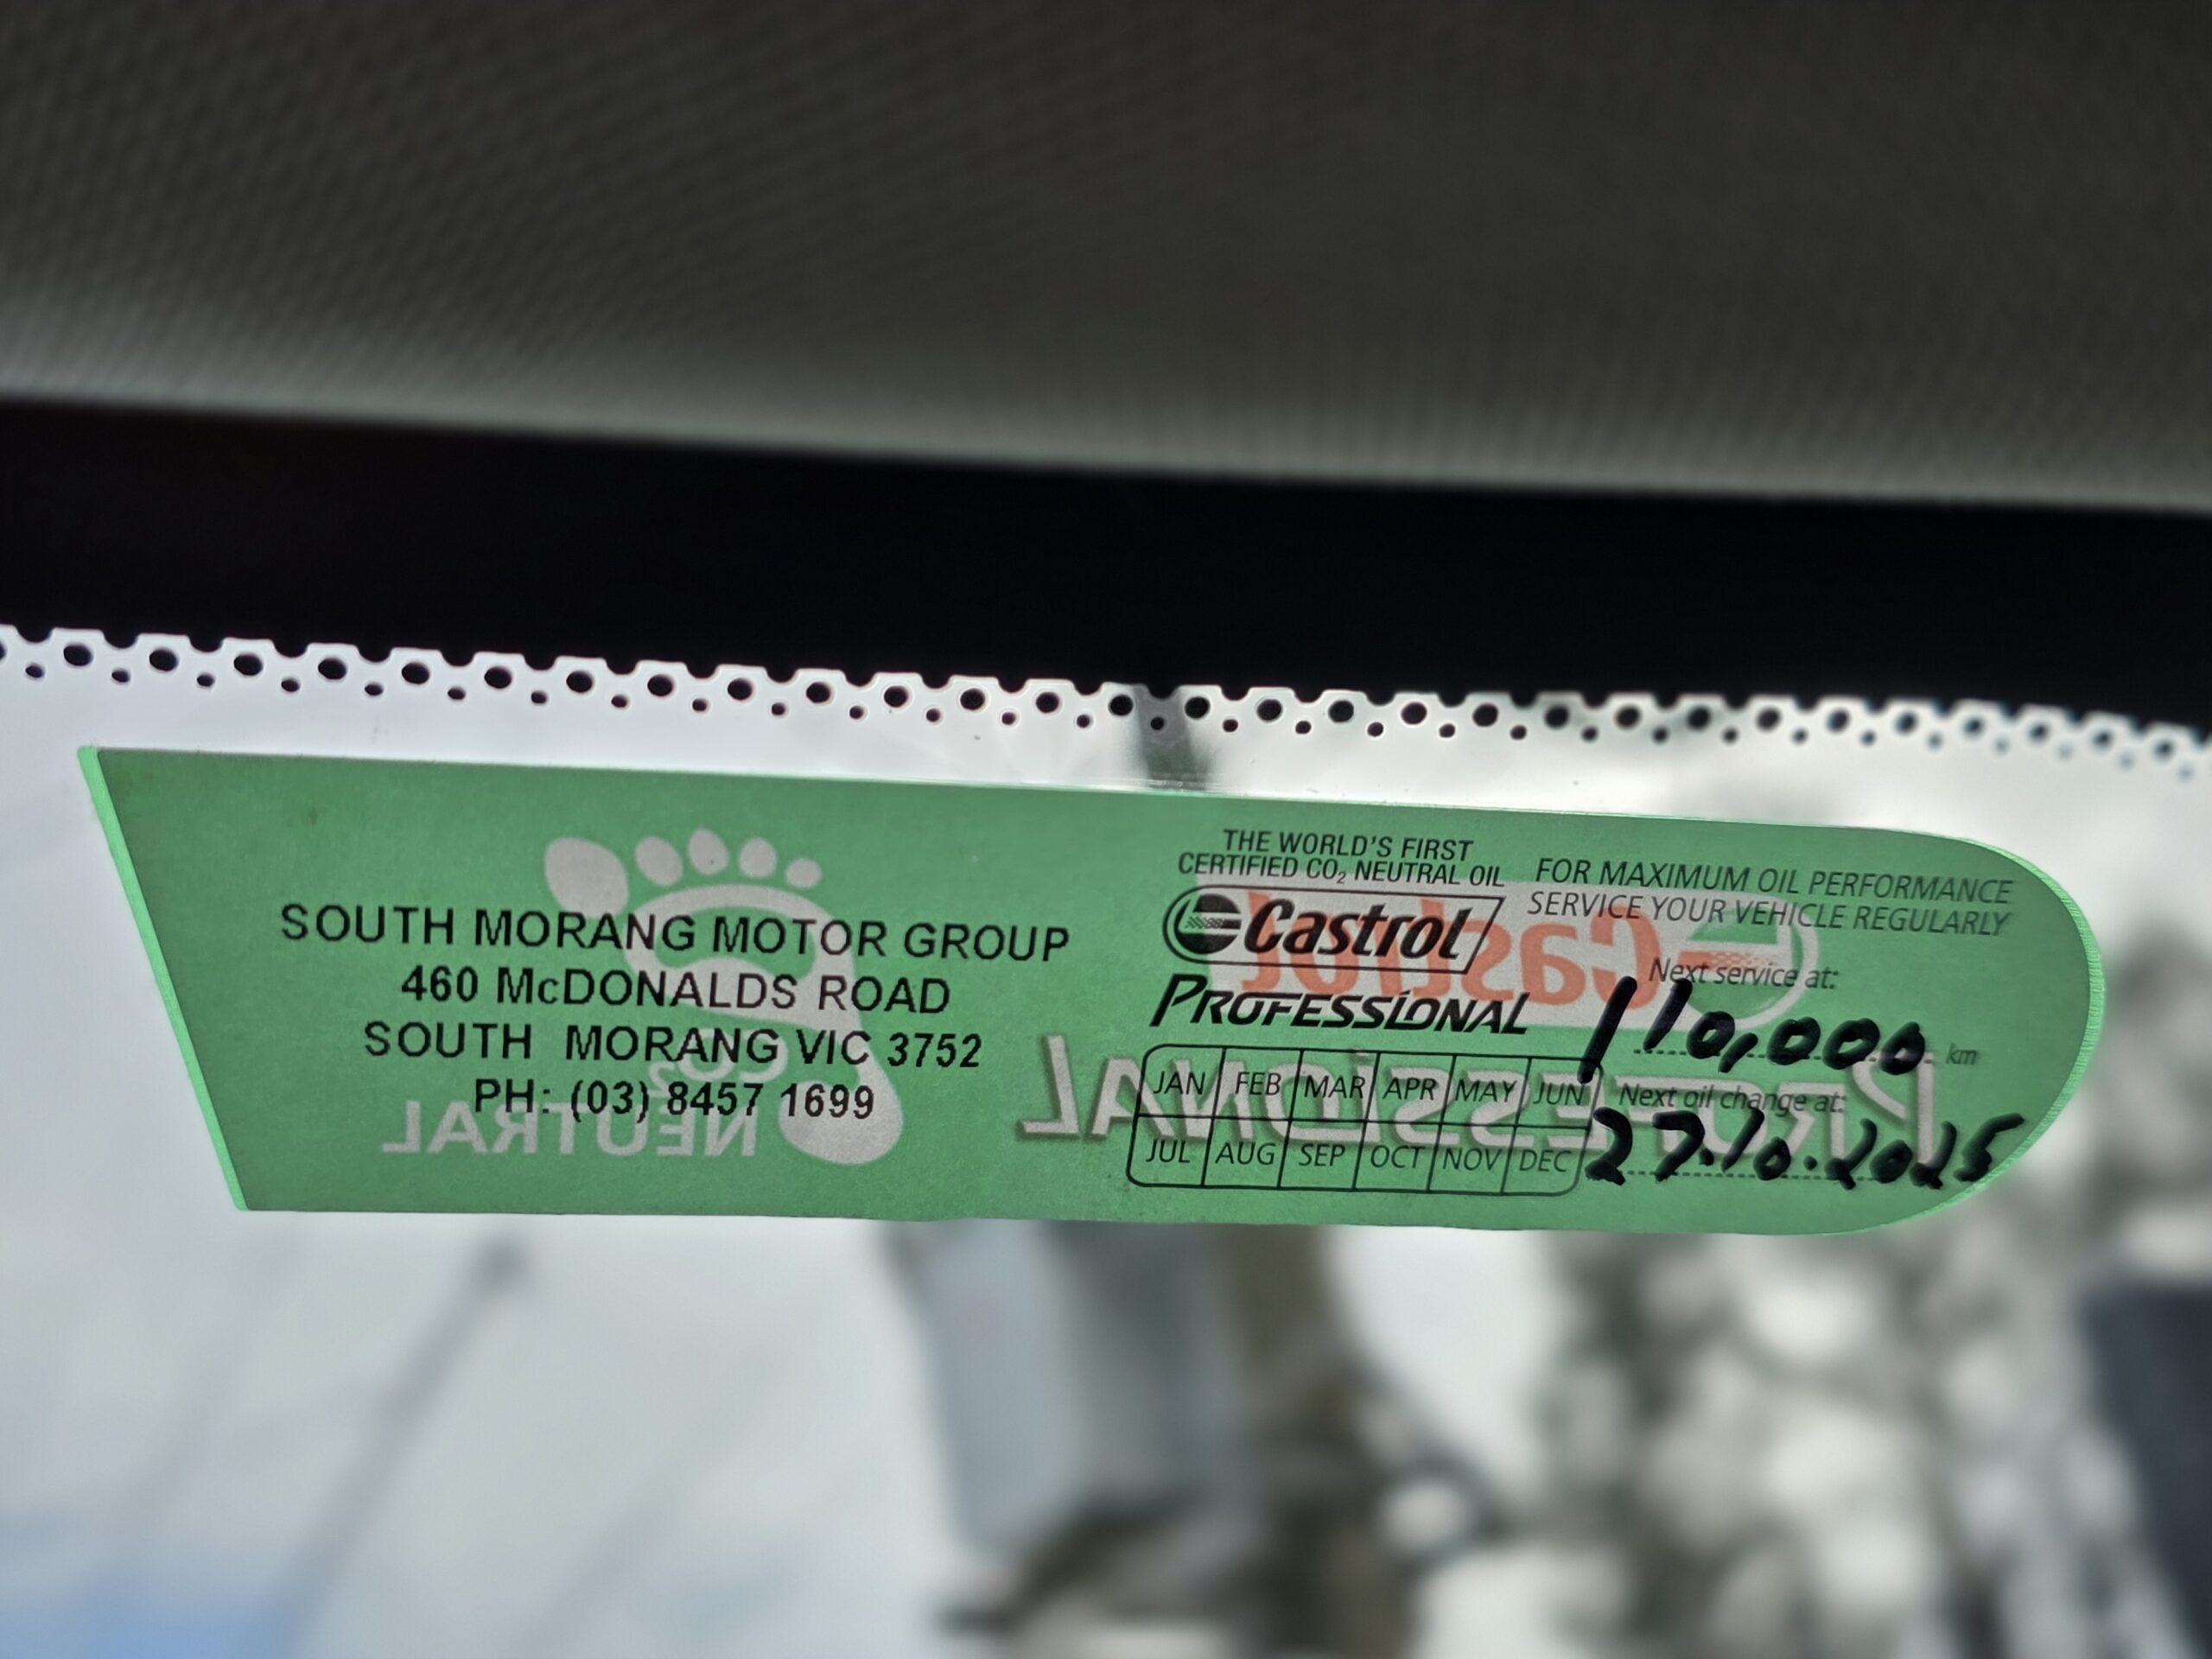 SOUTH MORANG MOTOR GROUP
460 McDONALDS ROAD
SOUTH MORANG VIC 3752
PH: (03) 8457 1699
CO₂
NEUTRAL
THE WORLD'S FIRST
CERTIFIED CO₂ NEUTRAL OIL
Castrol
PROFESSIONAL
JAN FEB MAR APR MAY JUN
JUL AUG SEP OCT NOV DEC
FOR MAXIMUM OIL PERFORMANCE
SERVICE YOUR VEHICLE REGULARLY
Next service at:
110,000 km
Next oil change at:
27.10.2025
Castrol
PROFESSIONAL